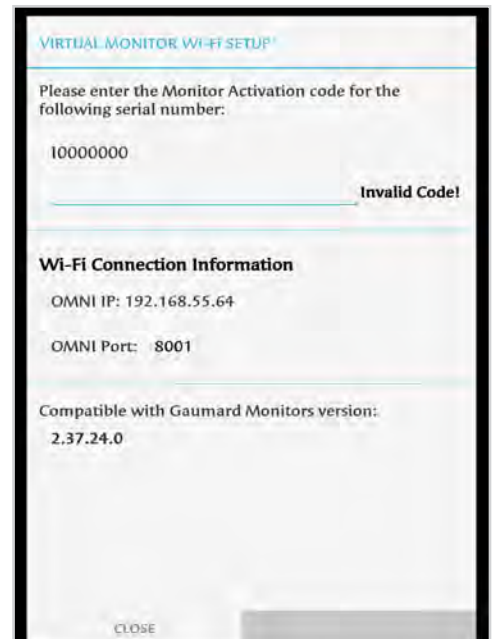 VIRTUAL MONITOR WI-FI SETUP
Please enter the Monitor Activation code for the
following serial number:
10000000
Invalid Code!
Wi-Fi Connection Information
OMNI IP: 192.168.55.64
OMNI Port: 8001
Compatible with Gaumard Monitors version:
2.37.24.0
CLOSE